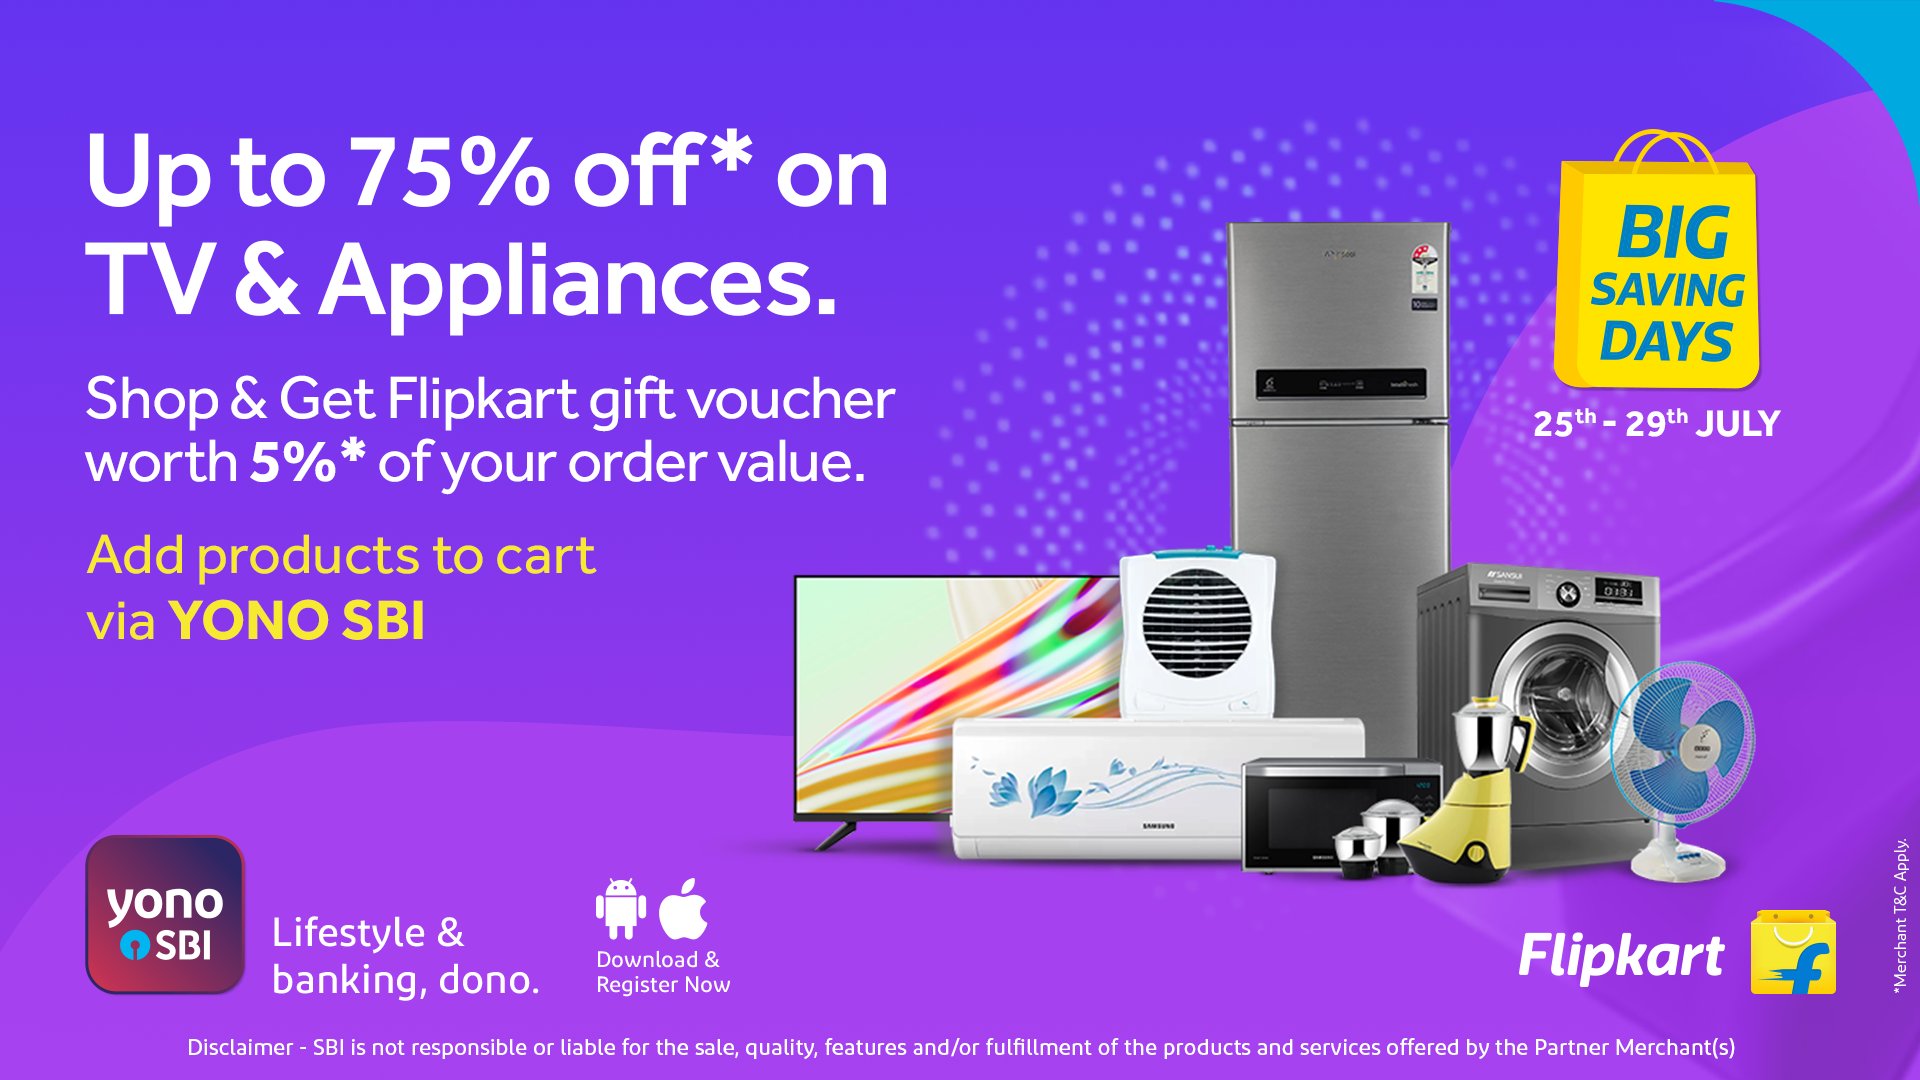 Up to 75% off* on
TV & Appliances.
Shop & Get Flipkart gift voucher
worth 5%* of your order value.
Add products to cart
via YONO SBI
BIG
SAVING
DAYS
25th - 29th JULY
SANSUI
SAMSUNG
SAMSUNG
yono
SBI
Lifestyle &
banking, dono.
Download &
Register Now
Flipkart
f
*Merchant T&C Apply.
Disclaimer - SBI is not responsible or liable for the sale, quality, features and/or fulfillment of the products and services offered by the Partner Merchant(s)